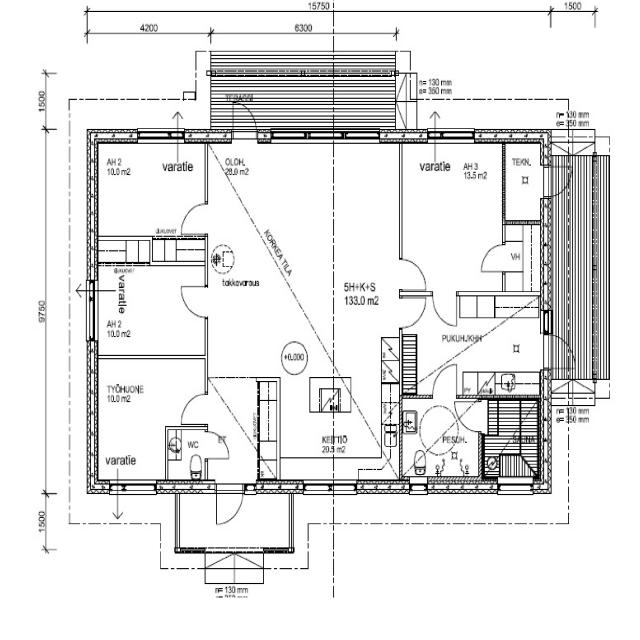 15750
1500
4200
6300
n= 130 mm
e= 350 mm
1500
TERASSI
n= 130 mm
e= 350 mm
AH 2
10.0 m2
varatie
OLOH.
28.0 m2
varatie
AH 3
13.5 m2
TEKN.
KORKEA TILA
VH
takkavaraus
5H+K+S
133.0 m2
varatie
9750
AH 2
10.0 m2
PUKUH./KHH
+0.000
TYÖHUONE
10.0 m2
n= 130 mm
e= 350 mm
WC
ET
KEITTIÖ
20.5 m2
PESUH.
SAUNA
varatie
1500
n= 130 mm